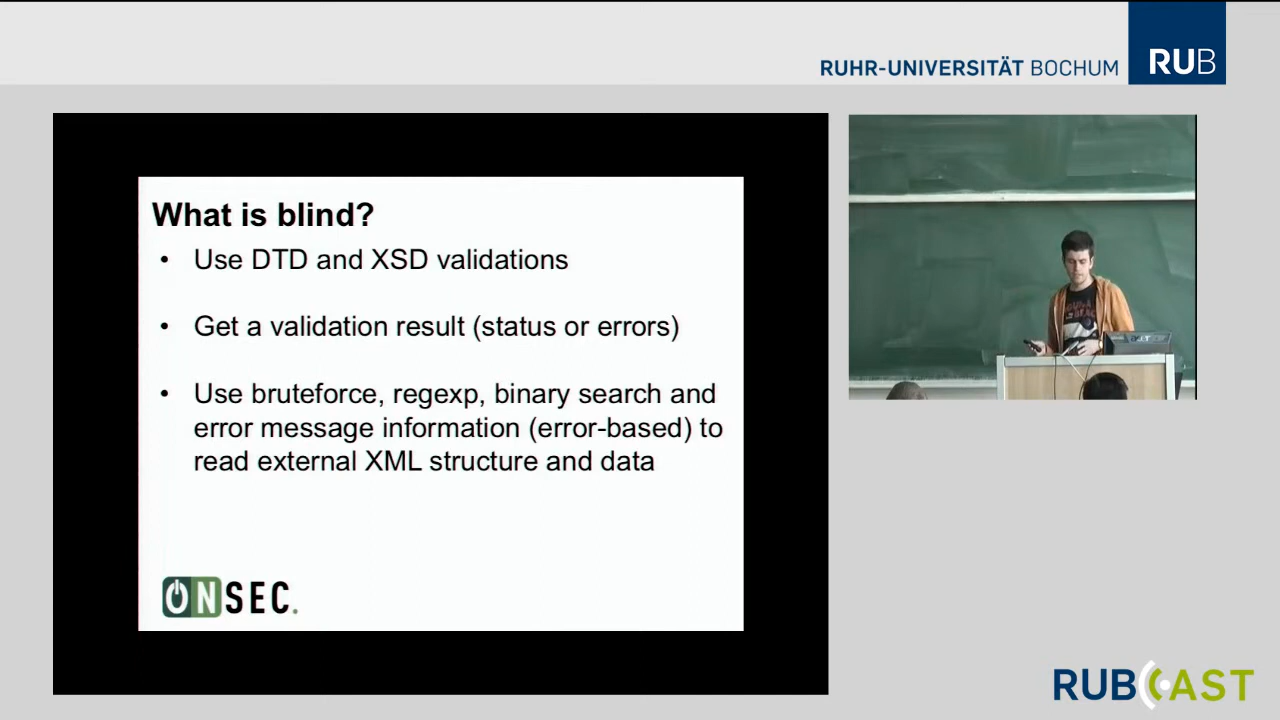 RUHR-UNIVERSITÄT BOCHUM
RUB
What is blind?
• Use DTD and XSD validations
• Get a validation result (status or errors)
• Use bruteforce, regexp, binary search and
error message information (error-based) to
read external XML structure and data
ONSEC.
RUBCAST